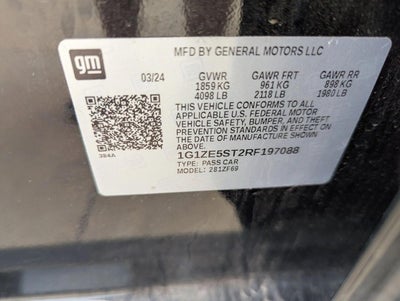 gm
MFD BY GENERAL MOTORS LLC
03/24 GVWR GAWR FRT GAWR RR
1859 KG 961 KG 898 KG
4098 LB 2118 LB 1980 LB
THIS VEHICLE CONFORMS TO ALL
APPLICABLE U.S. FEDERAL MOTOR
VEHICLE SAFETY, BUMPER, AND THEFT
PREVENTION STANDARDS IN EFFECT ON
THE DATE OF MANUFACTURE SHOWN
ABOVE.
384A
1G1ZE5ST2RF197088
TYPE: PASS CAR
MODEL: 281ZF69